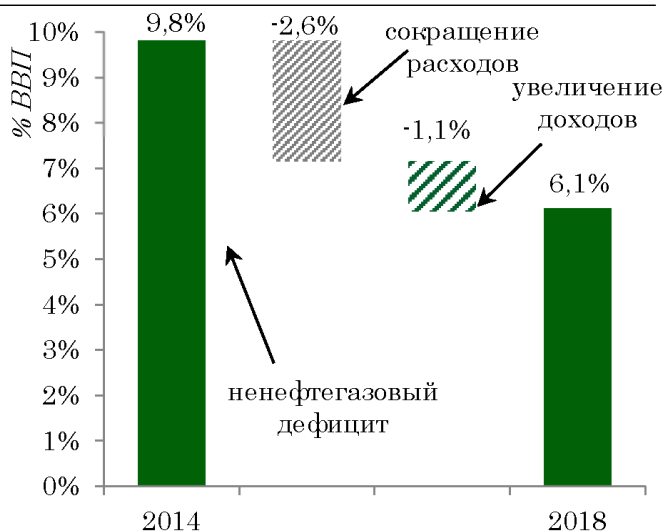 % ВВП
10%
9%
8%
7%
6%
5%
4%
3%
2%
1%
0%
9,8%
-2,6%
сокращение
расходов
увеличение
доходов
-1,1%
6,1%
ненефтегазовый
дефицит
2014
2018